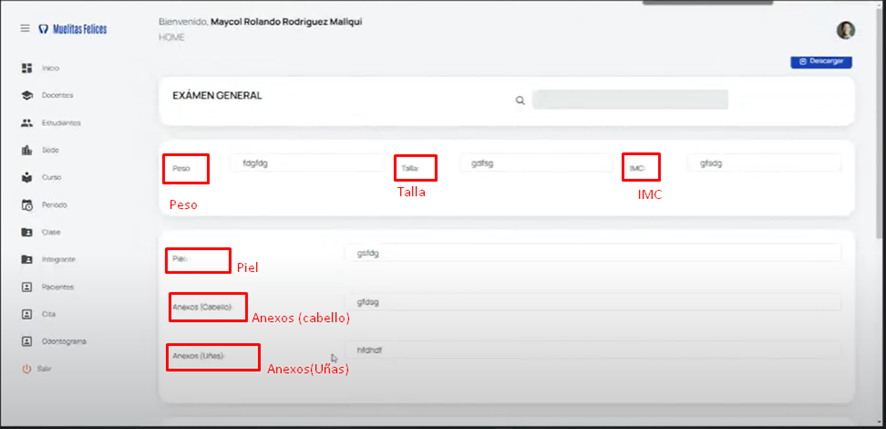 Muelitas Felices
Bienvenido, Maycol Rolando Rodriguez Mallqui
HOME
Descargar
Inicio
Docentes
Estudiantes
Sede
Curso
Periodo
Clase
Integrante
Pacientes
Cita
Odontograma
Salir
EXÁMEN GENERAL
Peso fdgfdg Talla: gdfsg IMC: gfsdg
Peso Talla IMC
Piel: gsfdg
Piel
Anexos (Cabello): gfdsg
Anexos (cabello)
Anexos (Uñas): hfdhdf
Anexos(Uñas)